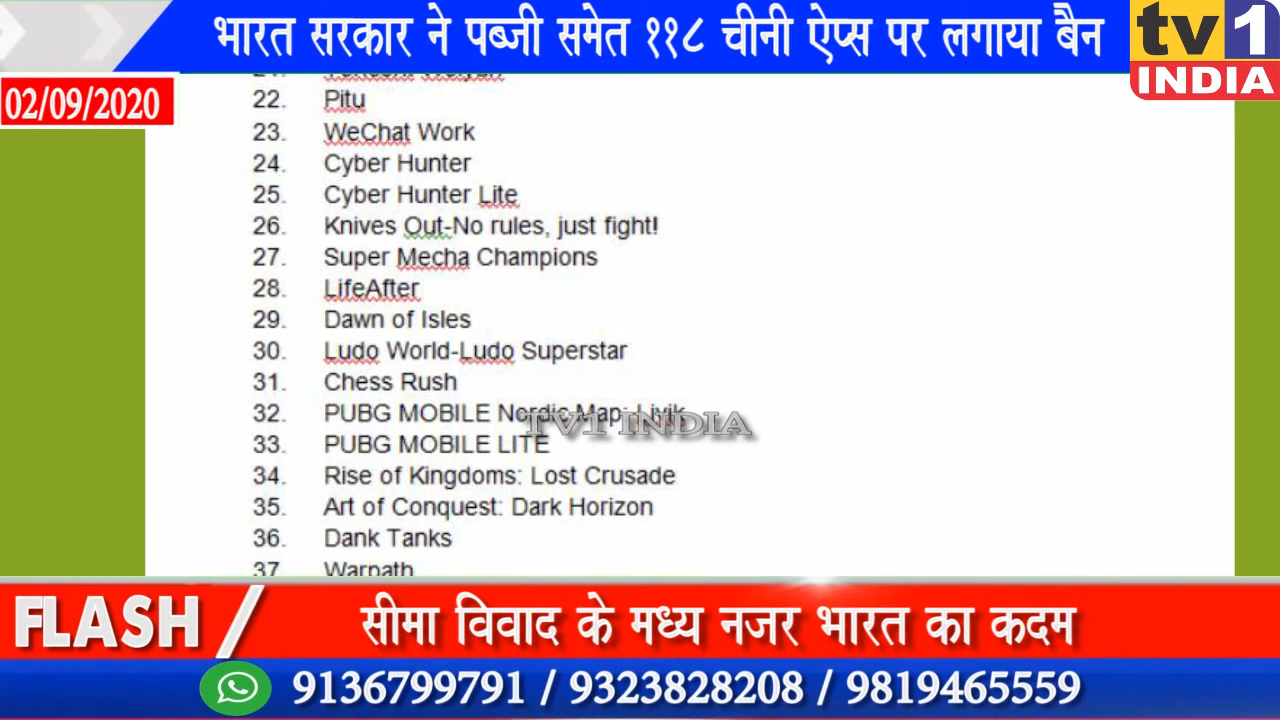 भारत सरकार ने पब्जी समेत ११८ चीनी ऐप्स पर लगाया बैन
tv1
INDIA
02/09/2020
22. Pitu
23. WeChat Work
24. Cyber Hunter
25. Cyber Hunter Lite
26. Knives Out-No rules, just fight!
27. Super Mecha Champions
28. LifeAfter
29. Dawn of Isles
30. Ludo World-Ludo Superstar
31. Chess Rush
32. PUBG MOBILE Nordic Map: Livik
TV1 INDIA
33. PUBG MOBILE LITE
34. Rise of Kingdoms: Lost Crusade
35. Art of Conquest: Dark Horizon
36. Dank Tanks
37. Warpath
FLASH / सीमा विवाद के मध्य नजर भारत का कदम
9136799791 / 9323828208 / 9819465559